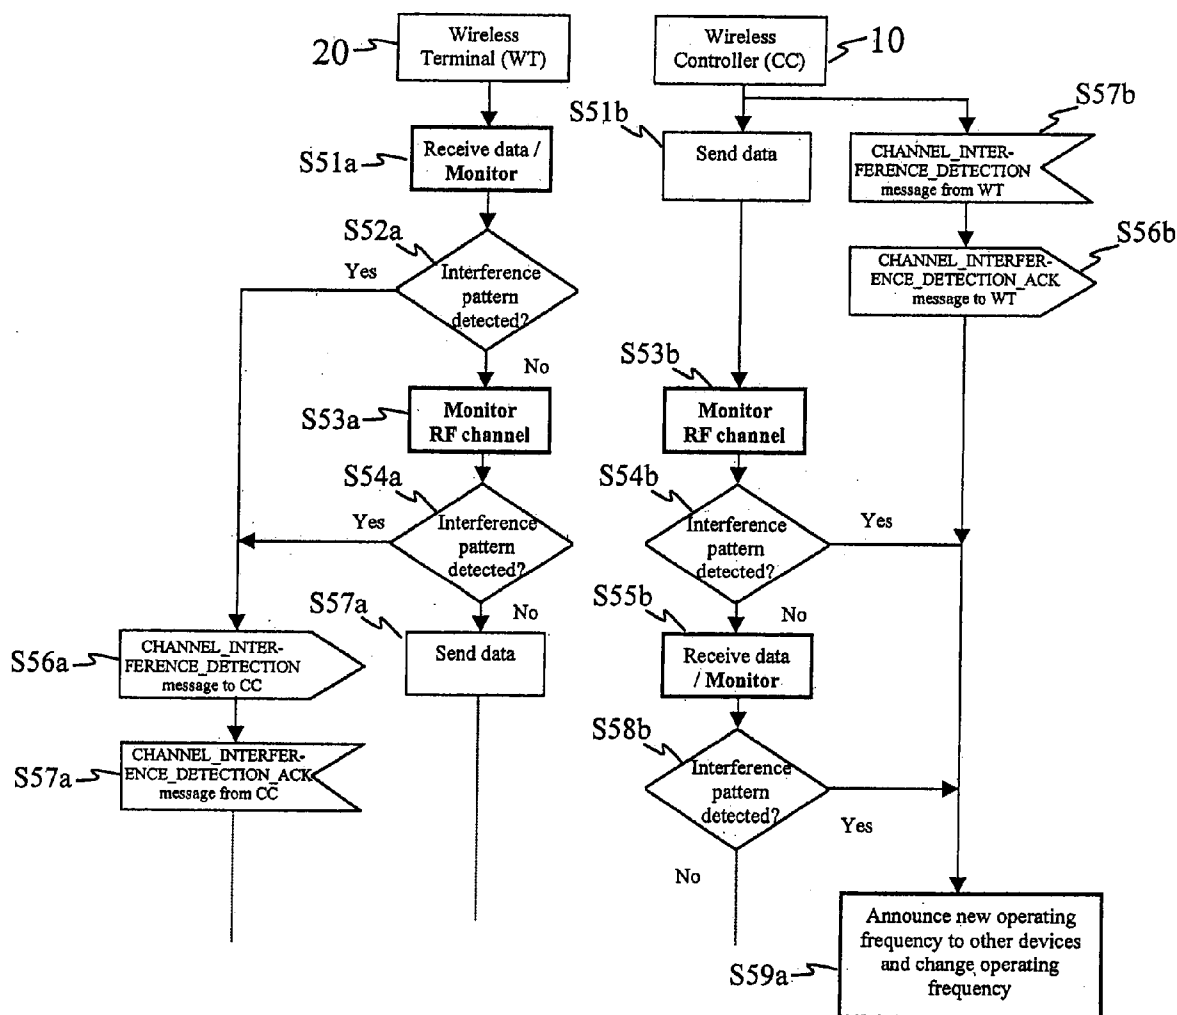 20
Wireless
Terminal (WT)
Wireless
Controller (CC)
10
S51a
Receive data /
Monitor
S51b
Send data
S57b
CHANNEL_INTER-
FERENCE_DETECTION
message from WT
S52a
Yes
Interference
pattern
detected?
No
S56b
CHANNEL_INTERFER-
ENCE_DETECTION_ACK
message to WT
S53a
Monitor
RF channel
S53b
Monitor
RF channel
S54a
Yes
Interference
pattern
detected?
No
S54b
Interference
pattern
detected?
Yes
No
S56a
CHANNEL_INTER-
FERENCE_DETECTION
message to CC
S57a
Send data
S55b
Receive data
/ Monitor
S57a
CHANNEL_INTERFER-
ENCE_DETECTION_ACK
message from CC
S58b
Interference
pattern
detected?
Yes
No
S59a
Announce new operating
frequency to other devices
and change operating
frequency